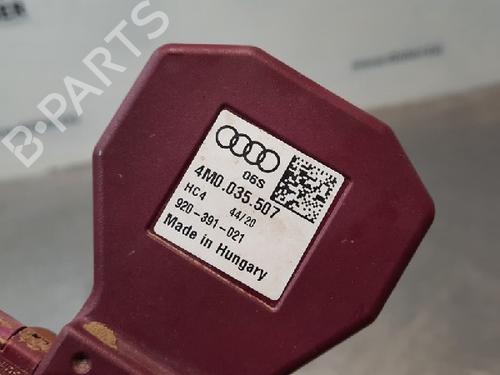 B-PARTS
06S
4M0.035.507
HC4 44/20
920-391-021
Made in Hungary